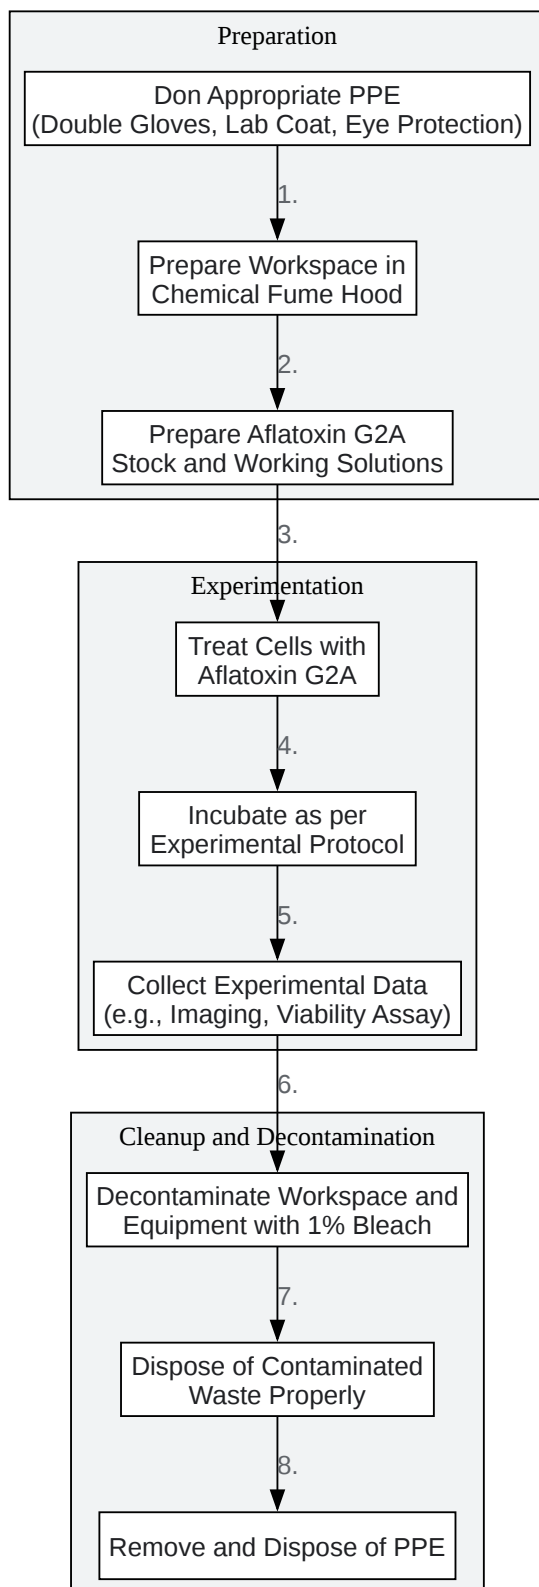 Preparation
Don Appropriate PPE
(Double Gloves, Lab Coat, Eye Protection)
1.
Prepare Workspace in
Chemical Fume Hood
2.
Prepare Aflatoxin G2A
Stock and Working Solutions
3.
Experimentation
Treat Cells with
Aflatoxin G2A
4.
Incubate as per
Experimental Protocol
5.
Collect Experimental Data
(e.g., Imaging, Viability Assay)
6.
Cleanup and Decontamination
Decontaminate Workspace and
Equipment with 1% Bleach
7.
Dispose of Contaminated
Waste Properly
8.
Remove and Dispose of PPE